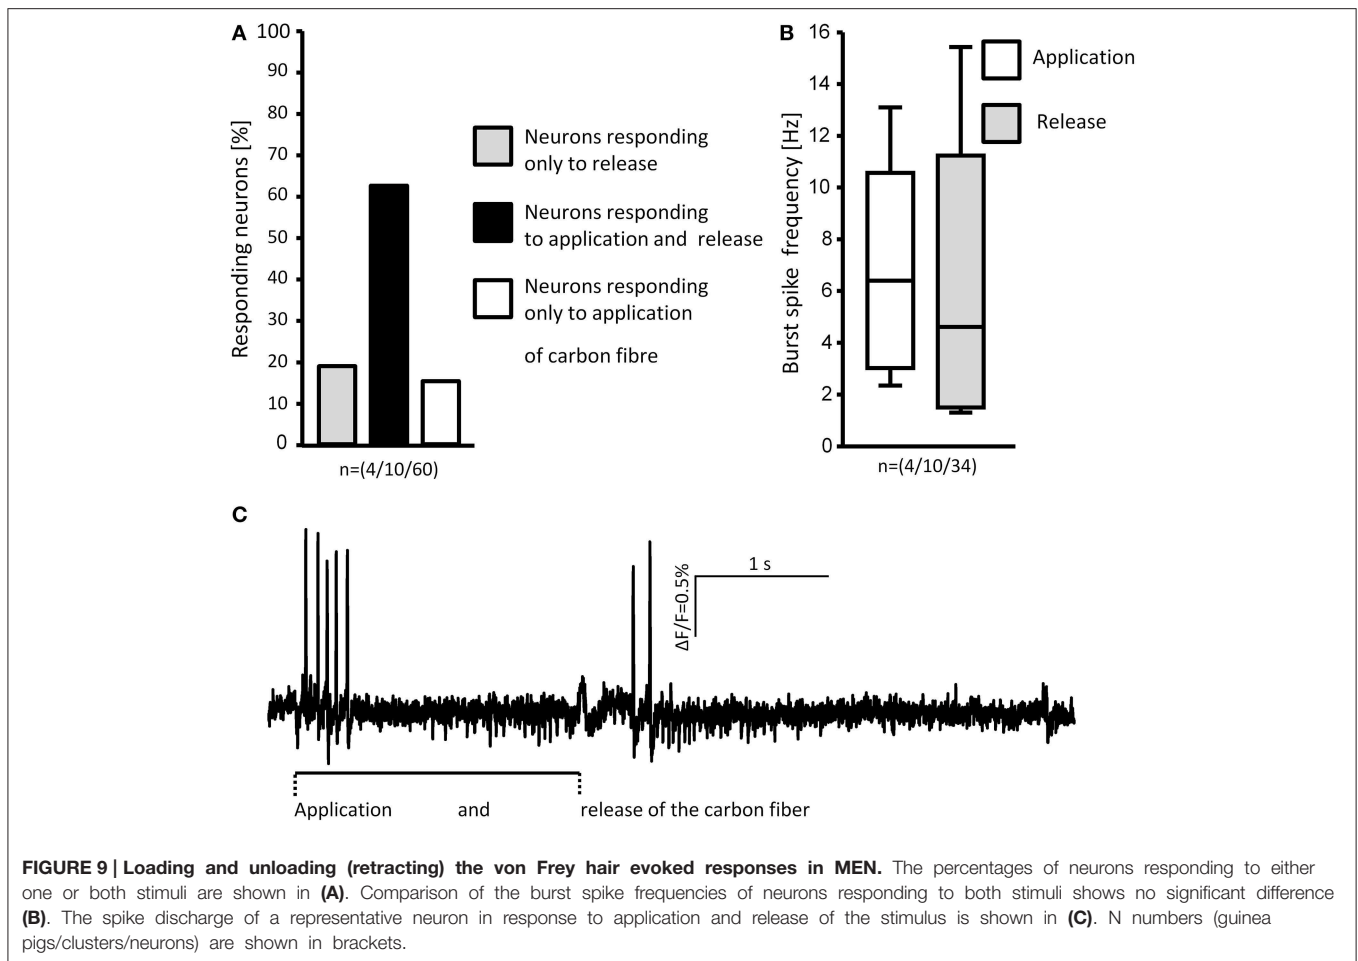 A
100
90
80
70
60
50
40
30
20
10
0
Responding neurons [%]
n=(4/10/60)
Neurons responding
only to release
Neurons responding
to application and release
Neurons responding
only to application
of carbon fibre
B
16
14
12
10
8
6
4
2
0
Burst spike frequency [Hz]
n=(4/10/34)
Application
Release
C
1 s
ΔF/F=0.5%
Application and release of the carbon fiber
FIGURE 9 | Loading and unloading (retracting) the von Frey hair evoked responses in MEN. The percentages of neurons responding to either
one or both stimuli are shown in (A). Comparison of the burst spike frequencies of neurons responding to both stimuli shows no significant difference
(B). The spike discharge of a representative neuron in response to application and release of the stimulus is shown in (C). N numbers (guinea
pigs/clusters/neurons) are shown in brackets.